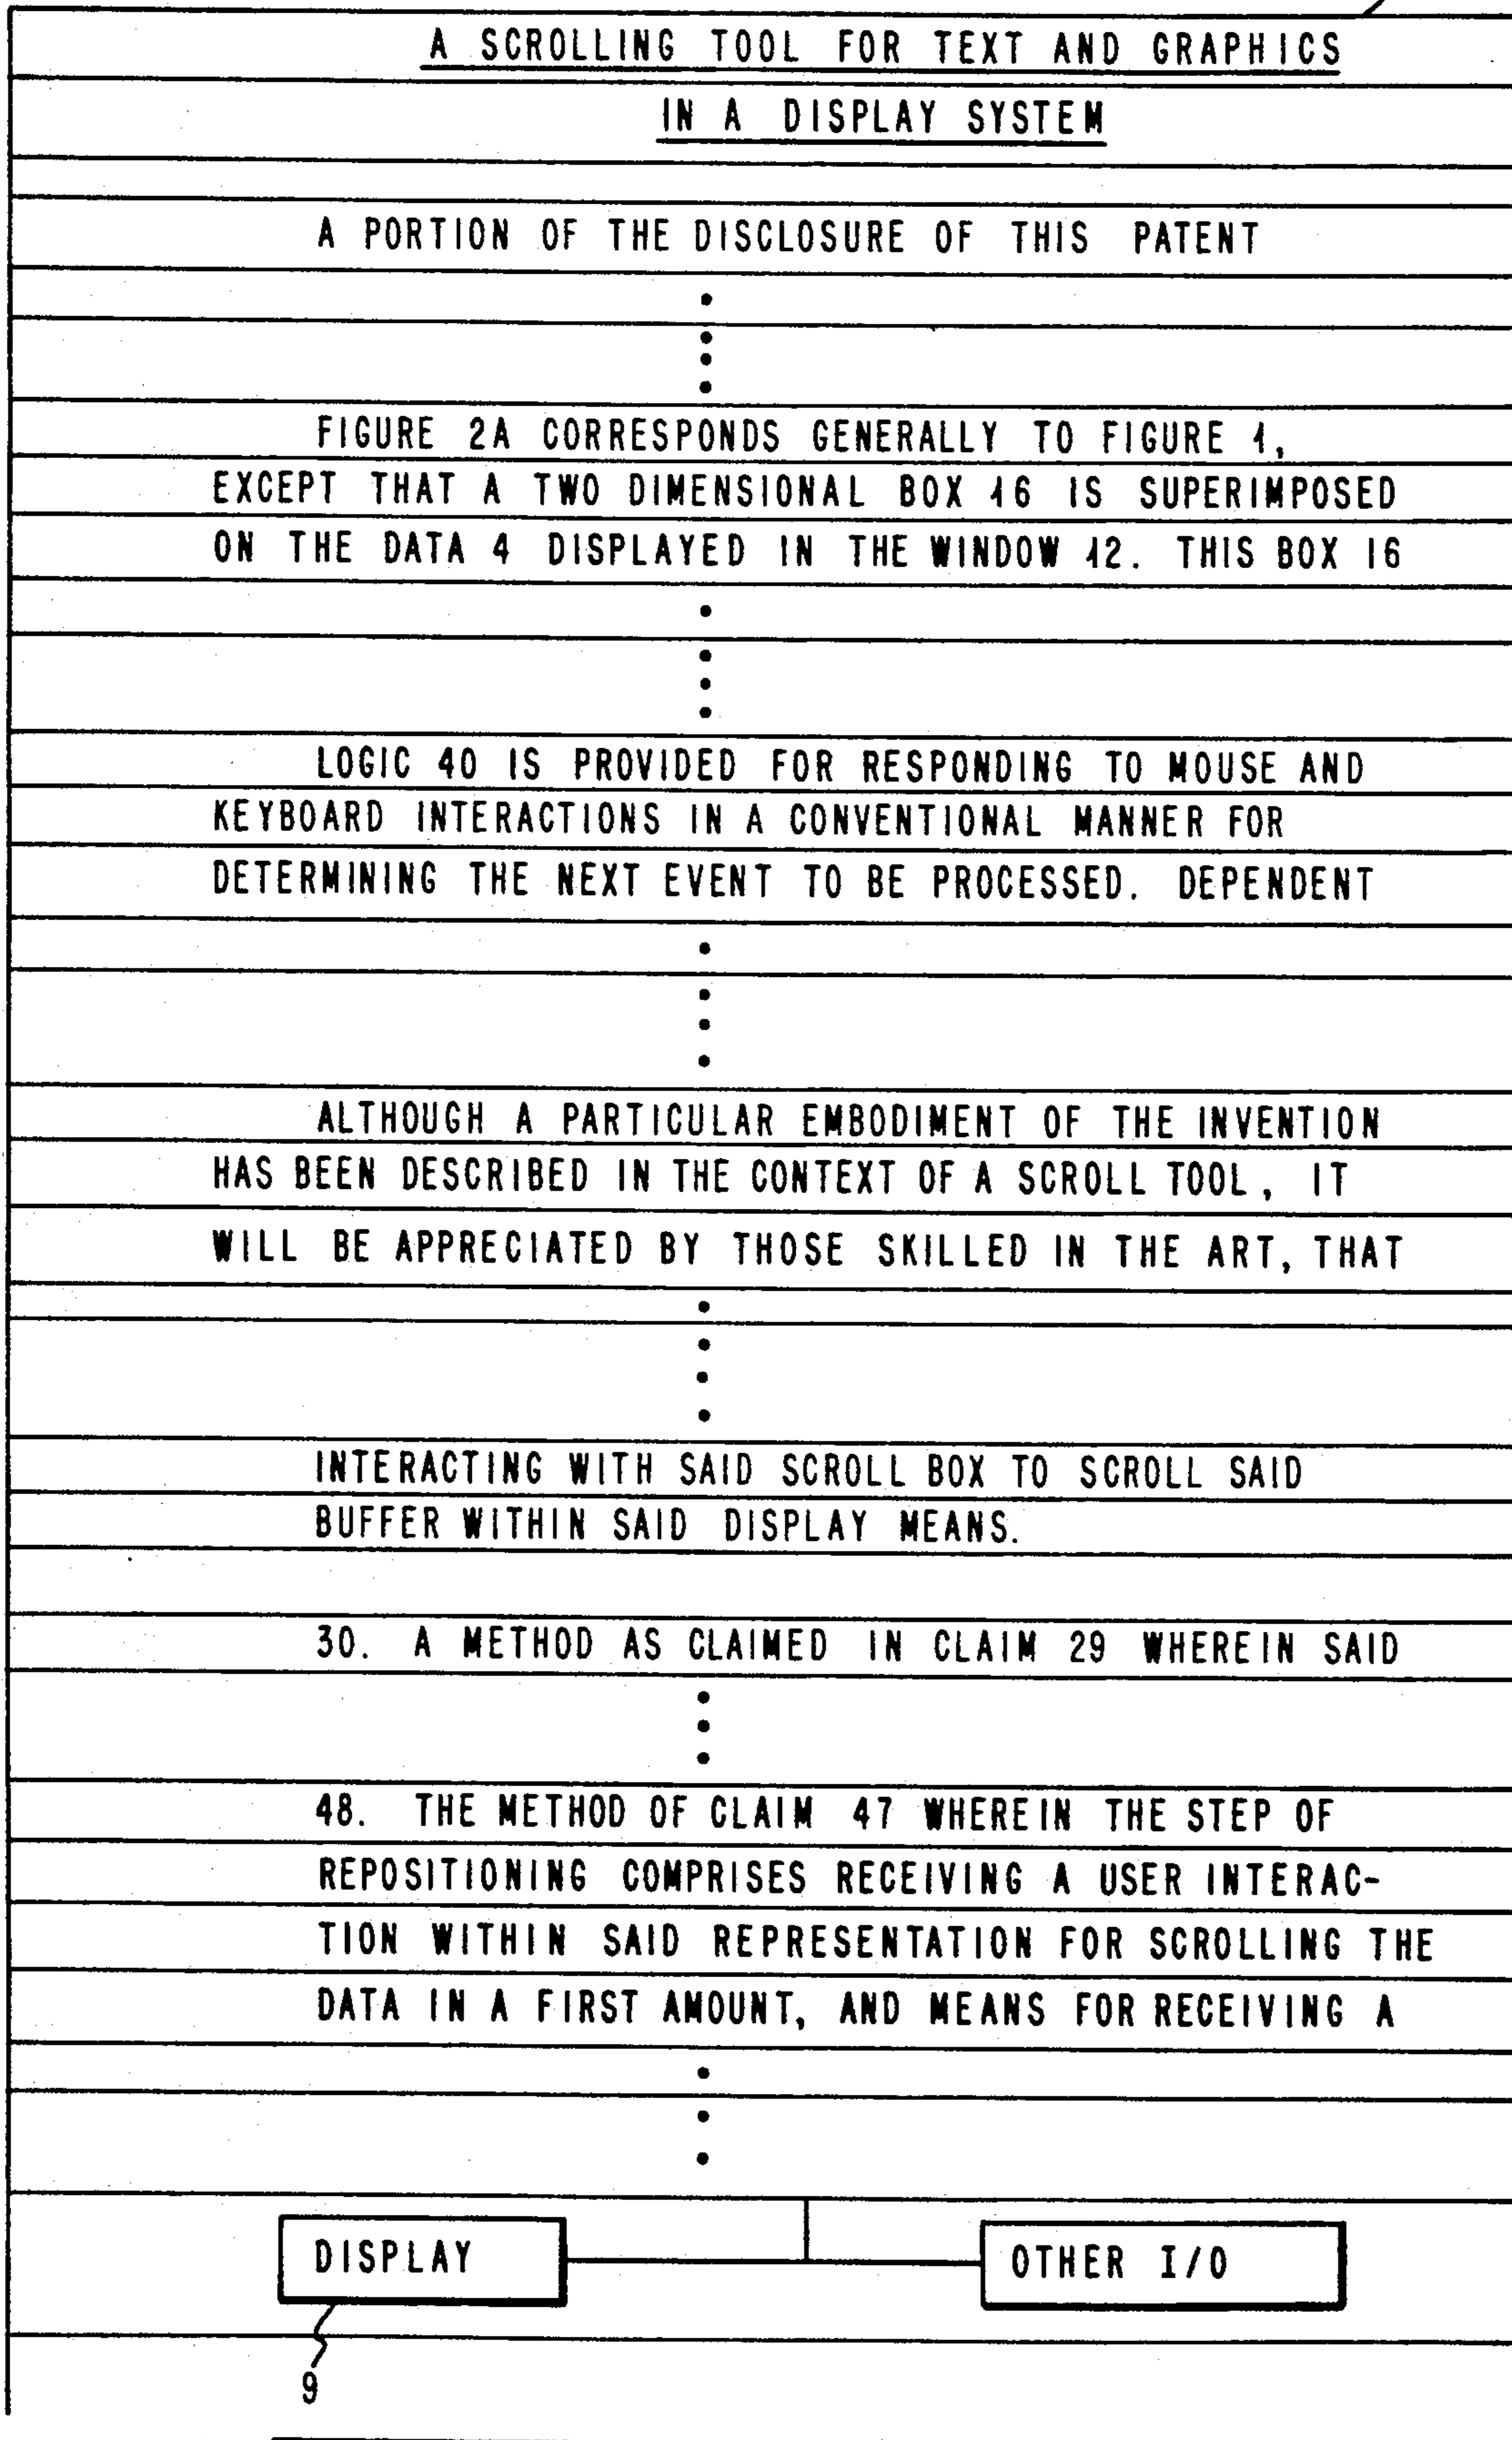 A SCROLLING TOOL FOR TEXT AND GRAPHICS
IN A DISPLAY SYSTEM
A PORTION OF THE DISCLOSURE OF THIS PATENT
FIGURE 2A CORRESPONDS GENERALLY TO FIGURE 1,
EXCEPT THAT A TWO DIMENSIONAL BOX 16 IS SUPERIMPOSED
ON THE DATA 4 DISPLAYED IN THE WINDOW 12. THIS BOX 16
LOGIC 40 IS PROVIDED FOR RESPONDING TO MOUSE AND
KEYBOARD INTERACTIONS IN A CONVENTIONAL MANNER FOR
DETERMINING THE NEXT EVENT TO BE PROCESSED. DEPENDENT
ALTHOUGH A PARTICULAR EMBODIMENT OF THE INVENTION
HAS BEEN DESCRIBED IN THE CONTEXT OF A SCROLL TOOL, IT
WILL BE APPRECIATED BY THOSE SKILLED IN THE ART, THAT
INTERACTING WITH SAID SCROLL BOX TO SCROLL SAID
BUFFER WITHIN SAID DISPLAY MEANS.
30. A METHOD AS CLAIMED IN CLAIM 29 WHEREIN SAID
48. THE METHOD OF CLAIM 47 WHEREIN THE STEP OF
REPOSITIONING COMPRISES RECEIVING A USER INTERAC-
TION WITHIN SAID REPRESENTATION FOR SCROLLING THE
DATA IN A FIRST AMOUNT, AND MEANS FOR RECEIVING A
DISPLAY
OTHER I/O
9